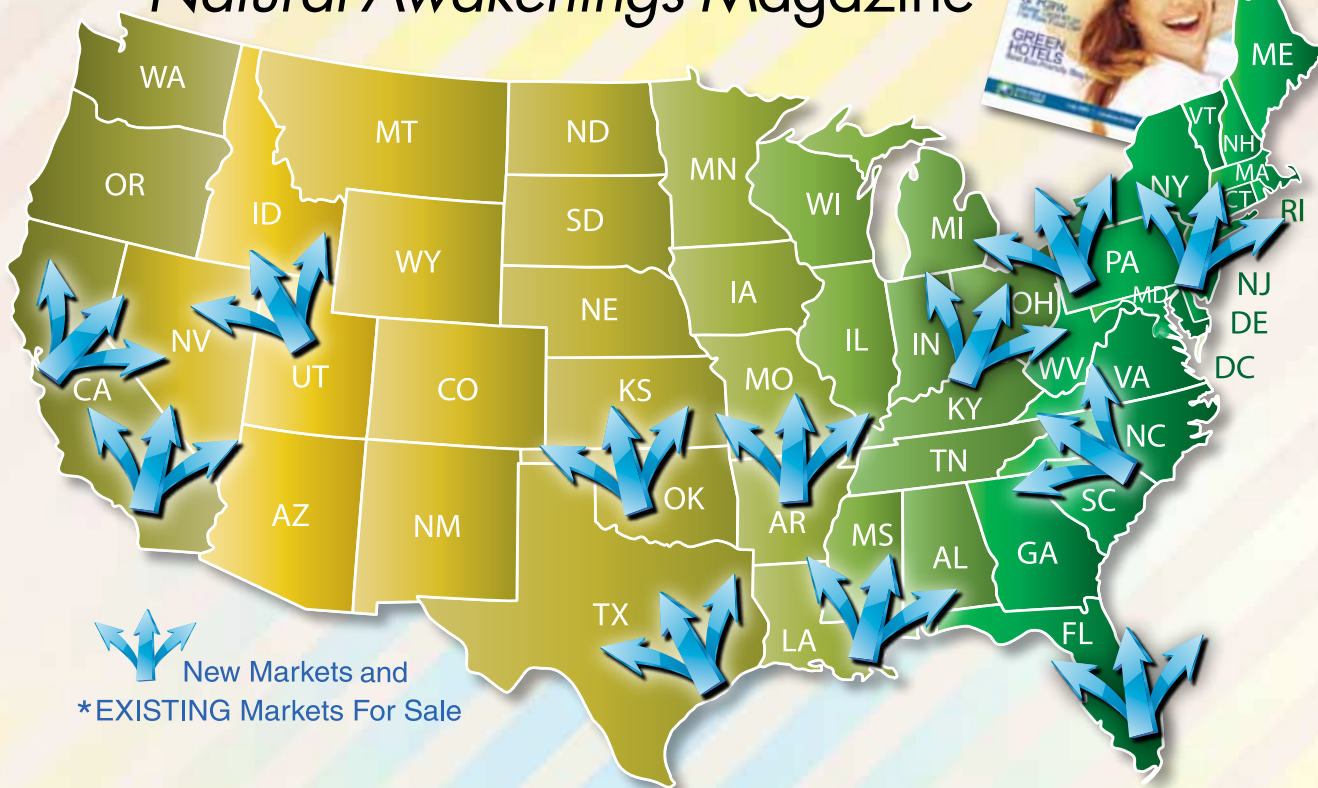 Natural Awakenings Magazine
GREEN
HOTELS
ME
WA
VT
MT
ND
NH
MN
MA
OR
NY
CT
ID
SD
WI
RI
MI
WY
PA
NJ
NE
IA
OH
MD
DE
NV
IL
IN
UT
CO
KS
MO
WV
VA
DC
CA
KY
NC
TN
AZ
NM
OK
AR
SC
MS
AL
GA
TX
LA
FL
New Markets and
*EXISTING Markets For Sale